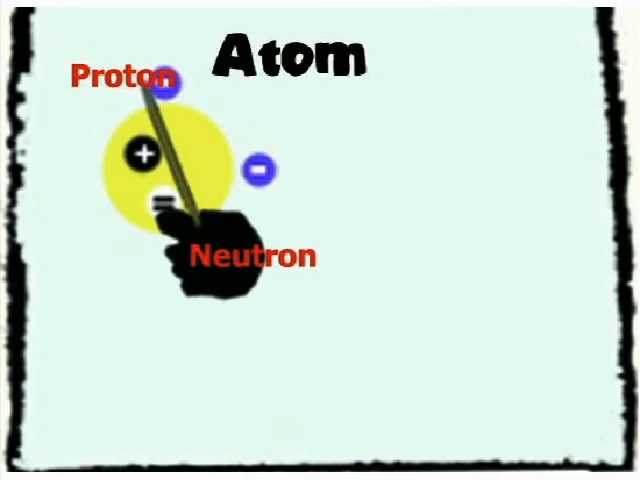 Atom
Proton
+
-
-
=
Neutron